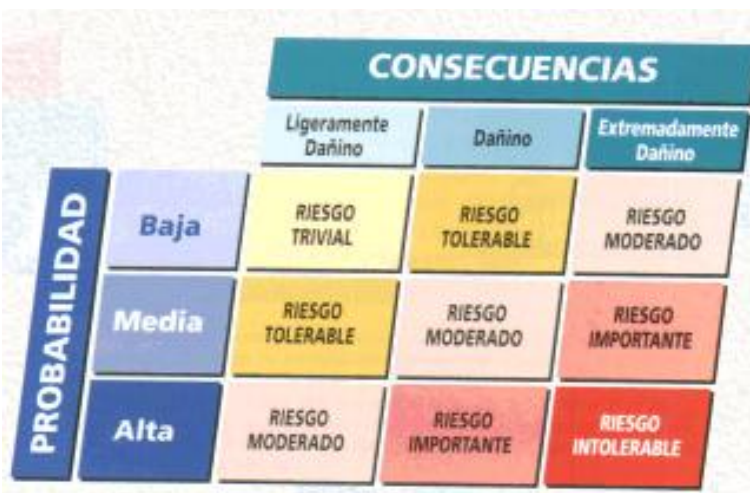 CONSECUENCIAS
Ligeramente
Dañino
Dañino
Extremadamente
Dañino
PROBABILIDAD
Baja
RIESGO
TRIVIAL
RIESGO
TOLERABLE
RIESGO
MODERADO
Media
RIESGO
TOLERABLE
RIESGO
MODERADO
RIESGO
IMPORTANTE
Alta
RIESGO
MODERADO
RIESGO
IMPORTANTE
RIESGO
INTOLERABLE